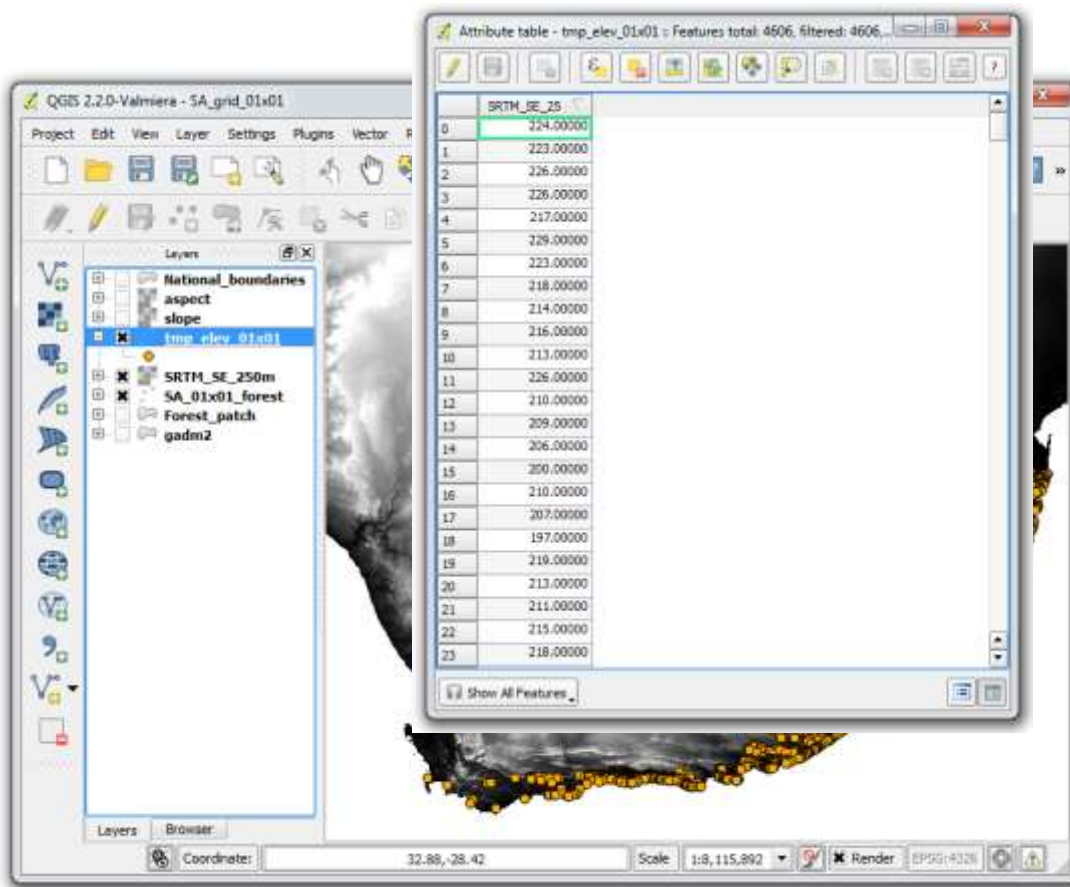 Attribute table - tmp_elev_01x01 :: Features total: 4606, filtered: 4606,
SRTM_SE_25
0 224.00000
1 223.00000
2 226.00000
3 226.00000
4 217.00000
5 229.00000
6 223.00000
7 218.00000
8 214.00000
9 216.00000
10 213.00000
11 226.00000
12 210.00000
13 209.00000
14 206.00000
15 200.00000
16 210.00000
17 207.00000
18 197.00000
19 219.00000
20 213.00000
21 211.00000
22 215.00000
23 218.00000
Show All Features
QGIS 2.2.0-Valmiera - SA_grid_01x01
Project Edit View Layer Settings Plugins Vector R
Layers
National_boundaries
aspect
slope
tmp_elev_01x01
SRTM_SE_250m
SA_01x01_forest
Forest_patch
gadm2
Layers Browser
Coordinate: 32.88,-28.42 Scale 1:8,115,892 Render EPSG:4326